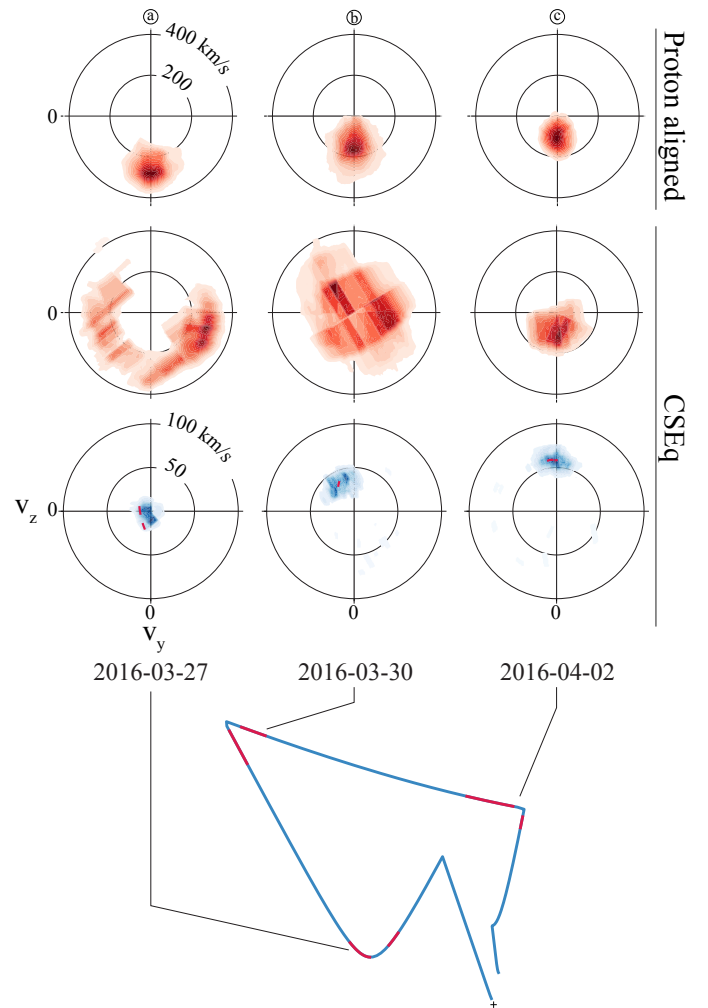 ⓐ ⓑ ⓒ
400 km/s
200
0
Proton aligned
0
CSEq
100 km/s
50
v_z
0 0 0
v_y
2016-03-27 2016-03-30 2016-04-02
+